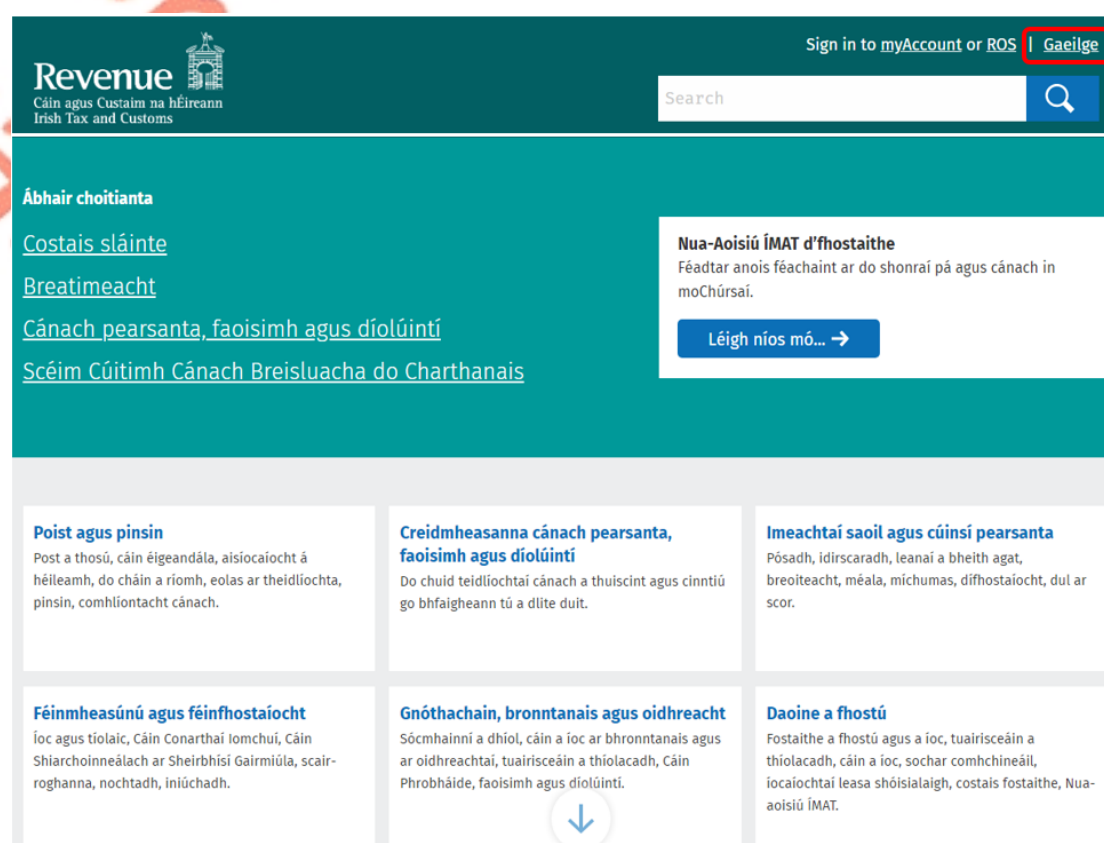 Sign in to myAccount or ROS | Gaeilge
Revenue
Cáin agus Custaim na hÉireann
Irish Tax and Customs
Search
Ábhair choitianta
Costais sláinte
Breatimeacht
Cánach pearsanta, faoisimh agus díolúintí
Scéim Cúitimh Cánach Breisluacha do Charthanais
Nua-Aoisiú ÍMAT d'fhostaithe
Féadtar anois féachaint ar do shonraí pá agus cánach in
moChúrsaí.
Léigh níos mó...
Poist agus pinsin
Post a thosú, cáin éigeandála, aisíocaíocht á
héileamh, do cháin a ríomh, eolas ar theidlíochta,
pinsin, comhlíontacht cánach.
Creidmheasanna cánach pearsanta,
faoisimh agus díolúintí
Do chuid teidlíochtaí cánach a thuiscint agus cinntiú
go bhfaigheann tú a dlite duit.
Imeachtaí saoil agus cúinsí pearsanta
Pósadh, idirscaradh, leanaí a bheith agat,
breoiteacht, méala, míchumas, dífhostaíocht, dul ar
scor.
Féinmheasúnú agus féinfhostaíocht
Íoc agus tíolaic, Cáin Conarthaí Iomchuí, Cáin
Shiarchoinneálach ar Sheirbhísí Gairmiúla, scair-
roghanna, nochtadh, iniúchadh.
Gnóthachain, bronntanais agus oidhreacht
Sócmhainní a dhíol, cáin a íoc ar bhronntanais agus
ar oidhreachtaí, tuairisceáin a thíolacadh, Cáin
Phrobháide, faoisimh agus díolúintí.
Daoine a fhostú
Fostaithe a fhostú agus a íoc, tuairisceáin a
thíolacadh, cáin a íoc, sochar comhchineáil,
íocaíochtaí leasa shóisialaigh, costais fostaithe, Nua-
aoisiú ÍMAT.